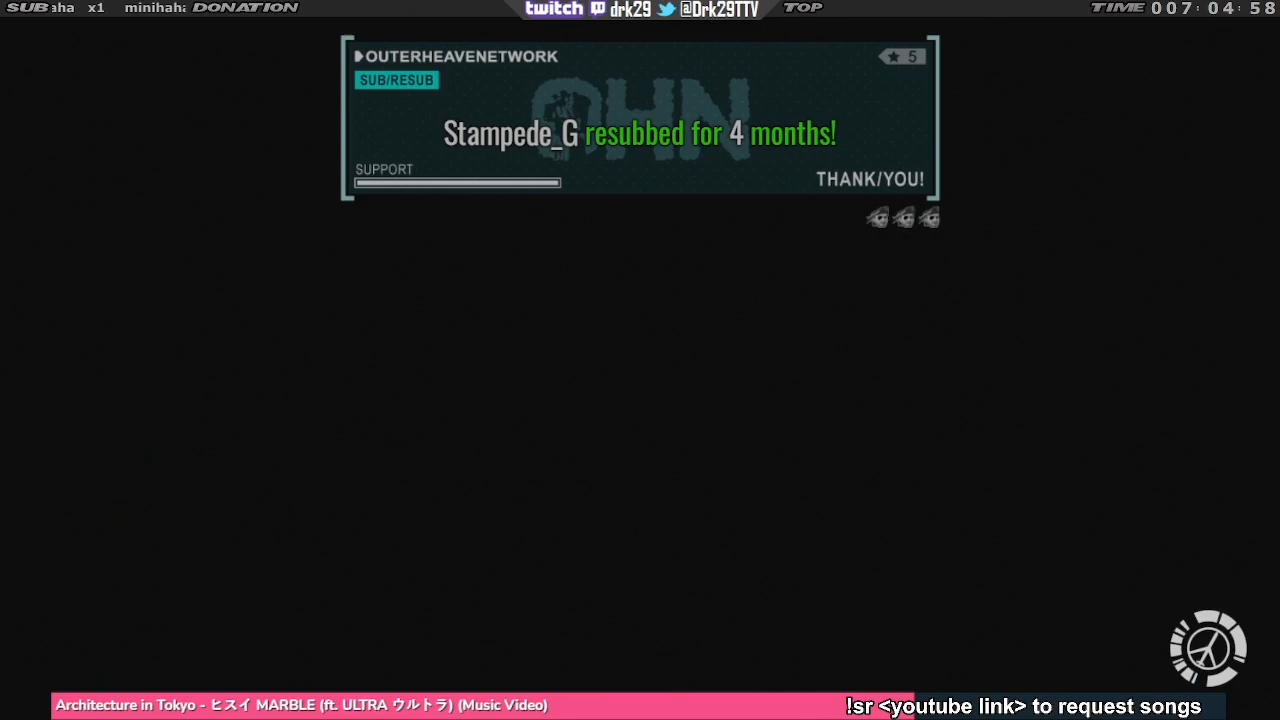 SUB aha x1 minihaha DONATION twitch drk29 @Drk29TTV TOP TIME 007:04:58
OUTERHEAVENETWORK
★ 5
SUB/RESUB
OHN
Stampede_G resubbed for 4 months!
SUPPORT
THANK/YOU!
Architecture in Tokyo - ヒスイ MARBLE (ft. ULTRA ウルトラ) (Music Video)
!sr <youtube link> to request songs